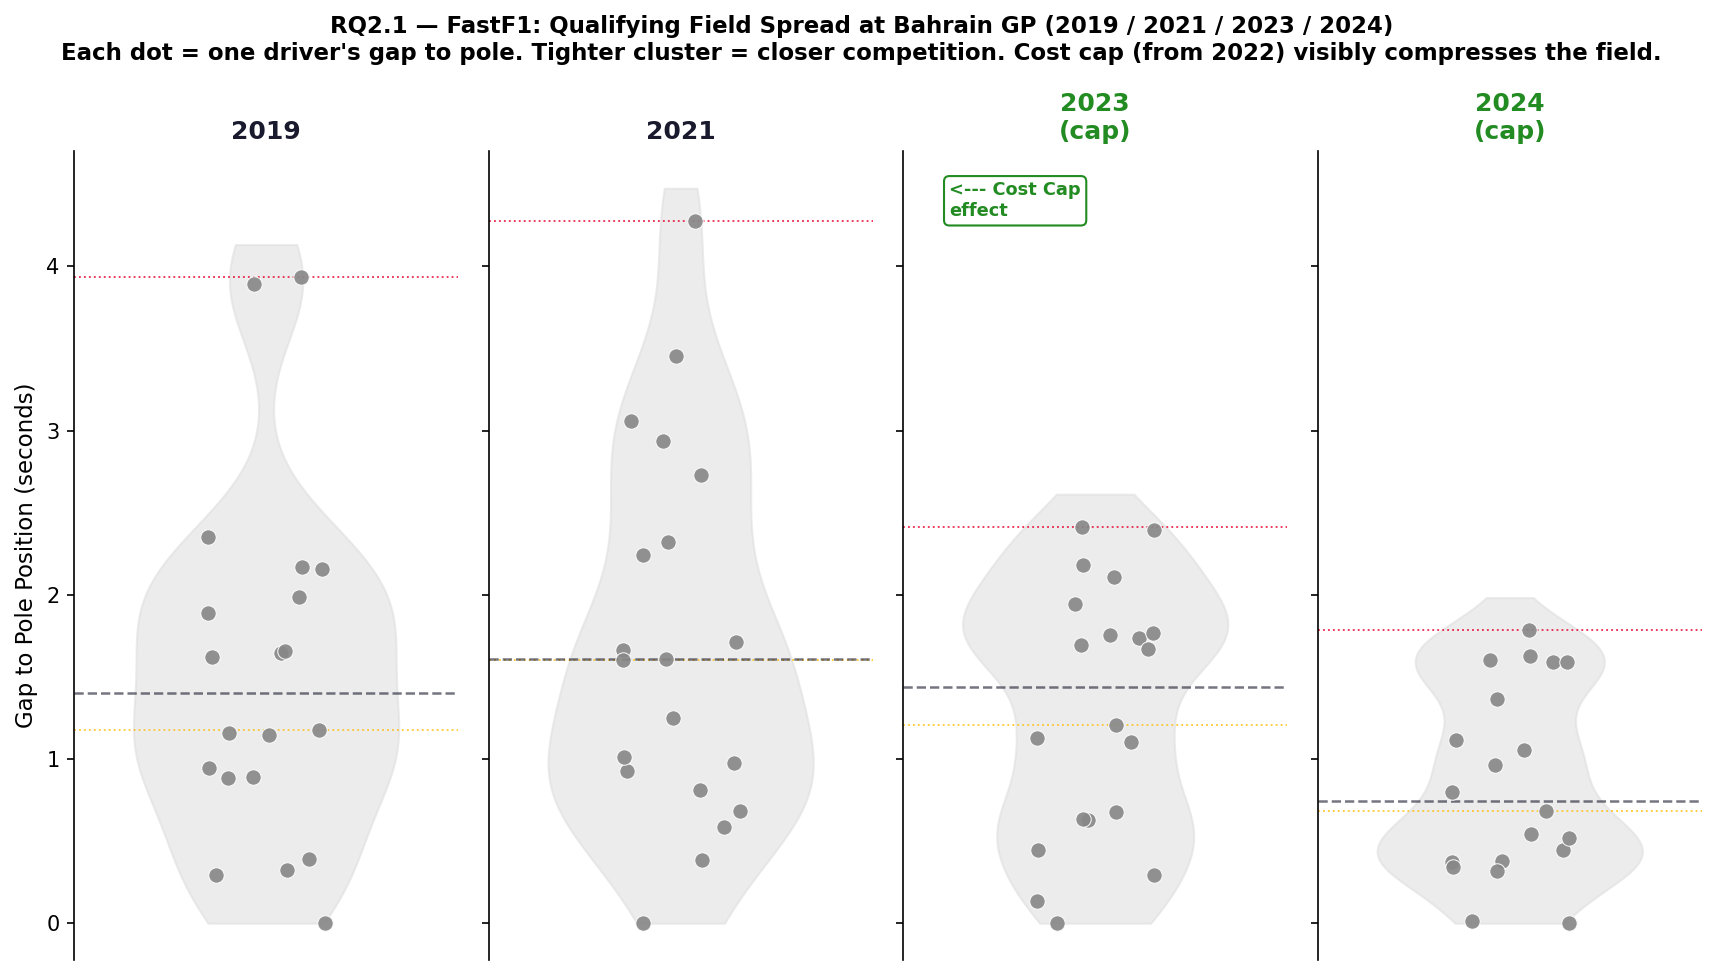 RQ2.1 — FastF1: Qualifying Field Spread at Bahrain GP (2019 / 2021 / 2023 / 2024)
Each dot = one driver's gap to pole. Tighter cluster = closer competition. Cost cap (from 2022) visibly compresses the field.
2019
2021
2023
(cap)
2024
(cap)
<--- Cost Cap
effect
Gap to Pole Position (seconds)
4
3
2
1
0